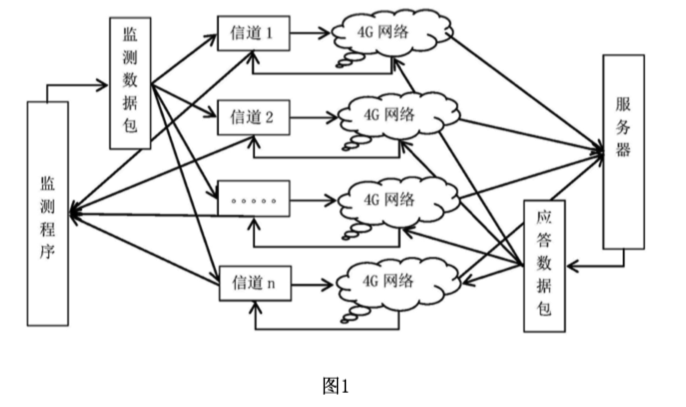 监测程序
监测数据包
信道 1
4G 网络
信道 2
4G 网络
。。。。。
4G 网络
信道 n
4G 网络
服务器
应答数据包
图1